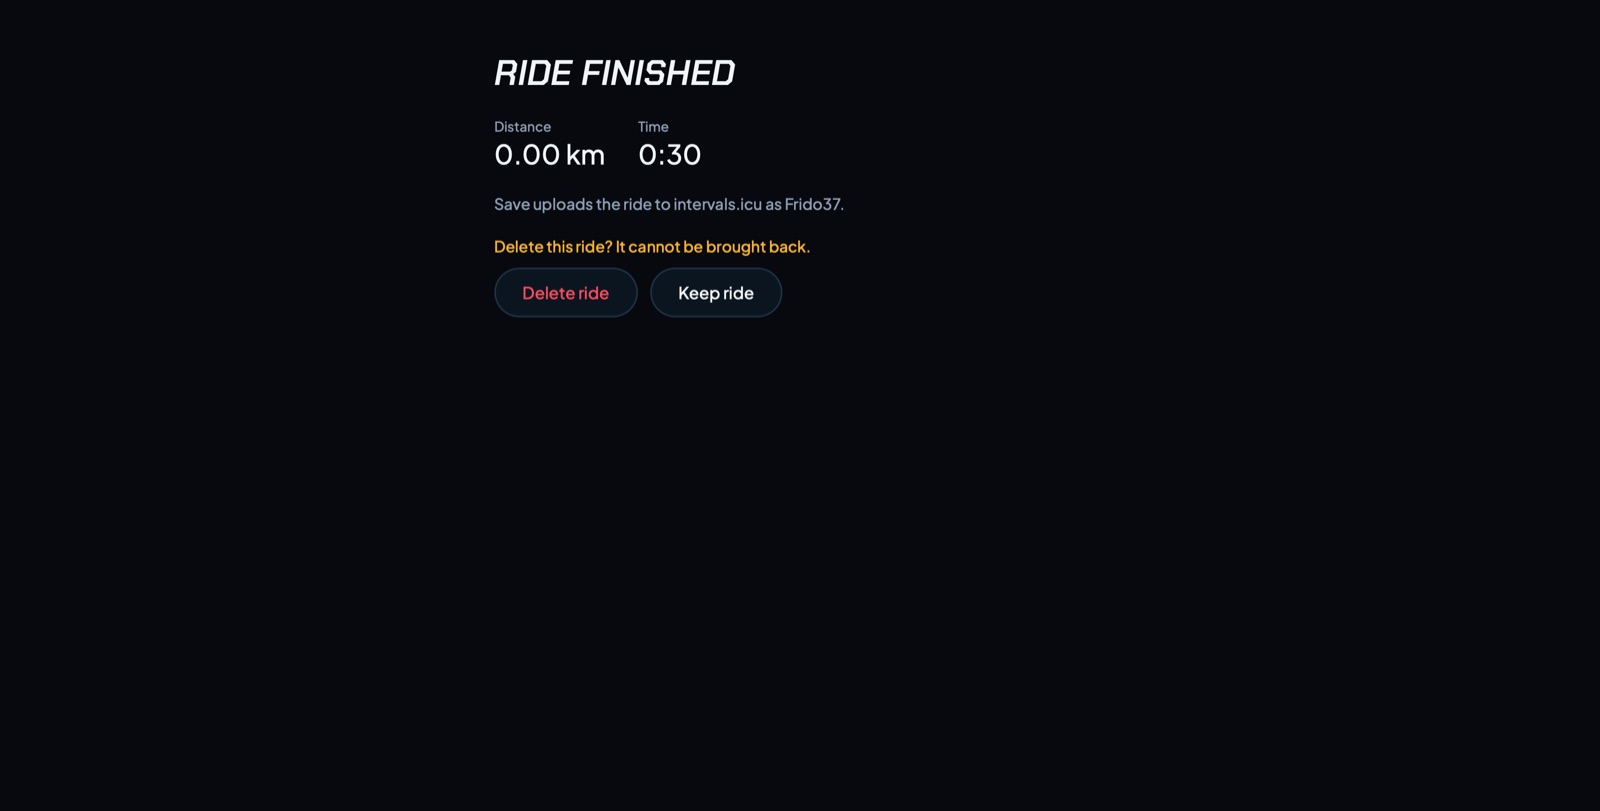 RIDE FINISHED
Distance Time
0.00 km 0:30
Save uploads the ride to intervals.icu as Frido37.
Delete this ride? It cannot be brought back.
Delete ride Keep ride